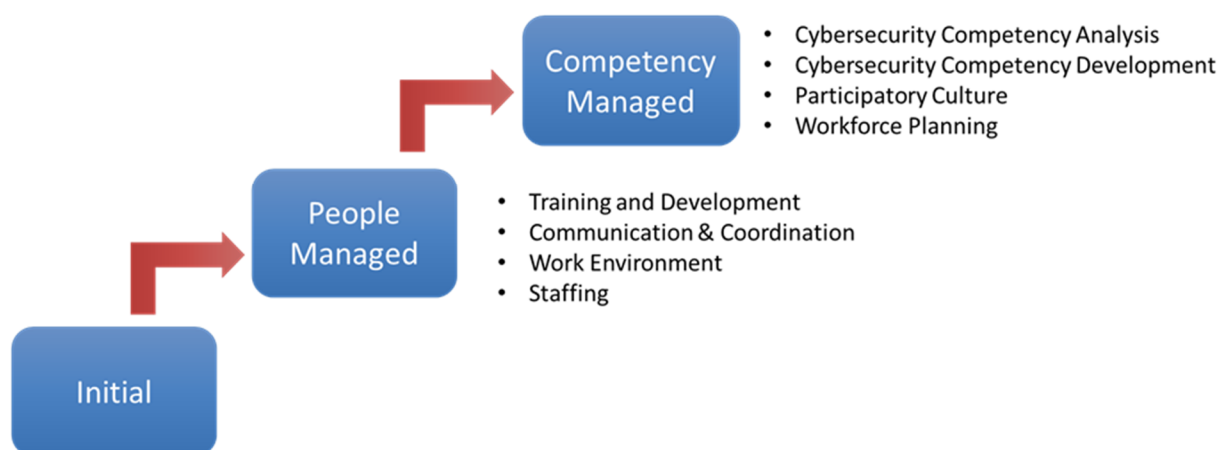 Competency
Managed
• Cybersecurity Competency Analysis
• Cybersecurity Competency Development
• Participatory Culture
• Workforce Planning
People
Managed
• Training and Development
• Communication & Coordination
• Work Environment
• Staffing
Initial